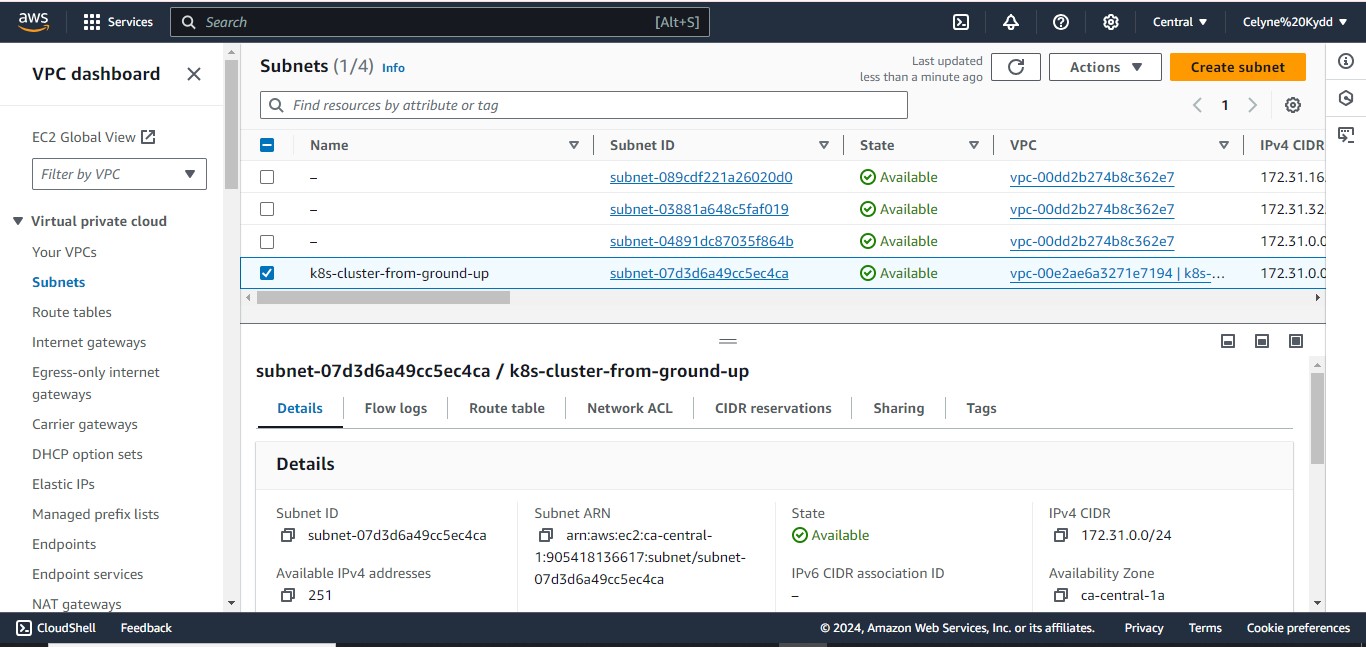 aws Services Search [Alt+S] Central Celyne%20Kydd
VPC dashboard
EC2 Global View
Filter by VPC
Virtual private cloud
Your VPCs
Subnets
Route tables
Internet gateways
Egress-only internet
gateways
Carrier gateways
DHCP option sets
Elastic IPs
Managed prefix lists
Endpoints
Endpoint services
NAT gateways
Subnets (1/4) Info
Last updated
less than a minute ago
Actions
Create subnet
Find resources by attribute or tag
1
Name Subnet ID State VPC IPv4 CIDR
– subnet-089cdf221a26020d0 Available vpc-00dd2b274b8c362e7 172.31.16.
– subnet-03881a648c5faf019 Available vpc-00dd2b274b8c362e7 172.31.32.
– subnet-04891dc87035f864b Available vpc-00dd2b274b8c362e7 172.31.0.0
k8s-cluster-from-ground-up subnet-07d3d6a49cc5ec4ca Available vpc-00e2ae6a3271e7194 | k8s-... 172.31.0.0
subnet-07d3d6a49cc5ec4ca / k8s-cluster-from-ground-up
Details Flow logs Route table Network ACL CIDR reservations Sharing Tags
Details
Subnet ID
subnet-07d3d6a49cc5ec4ca
Available IPv4 addresses
251
Subnet ARN
arn:aws:ec2:ca-central-
1:905418136617:subnet/subnet-
07d3d6a49cc5ec4ca
State
Available
IPv6 CIDR association ID
–
IPv4 CIDR
172.31.0.0/24
Availability Zone
ca-central-1a
CloudShell Feedback © 2024, Amazon Web Services, Inc. or its affiliates. Privacy Terms Cookie preferences